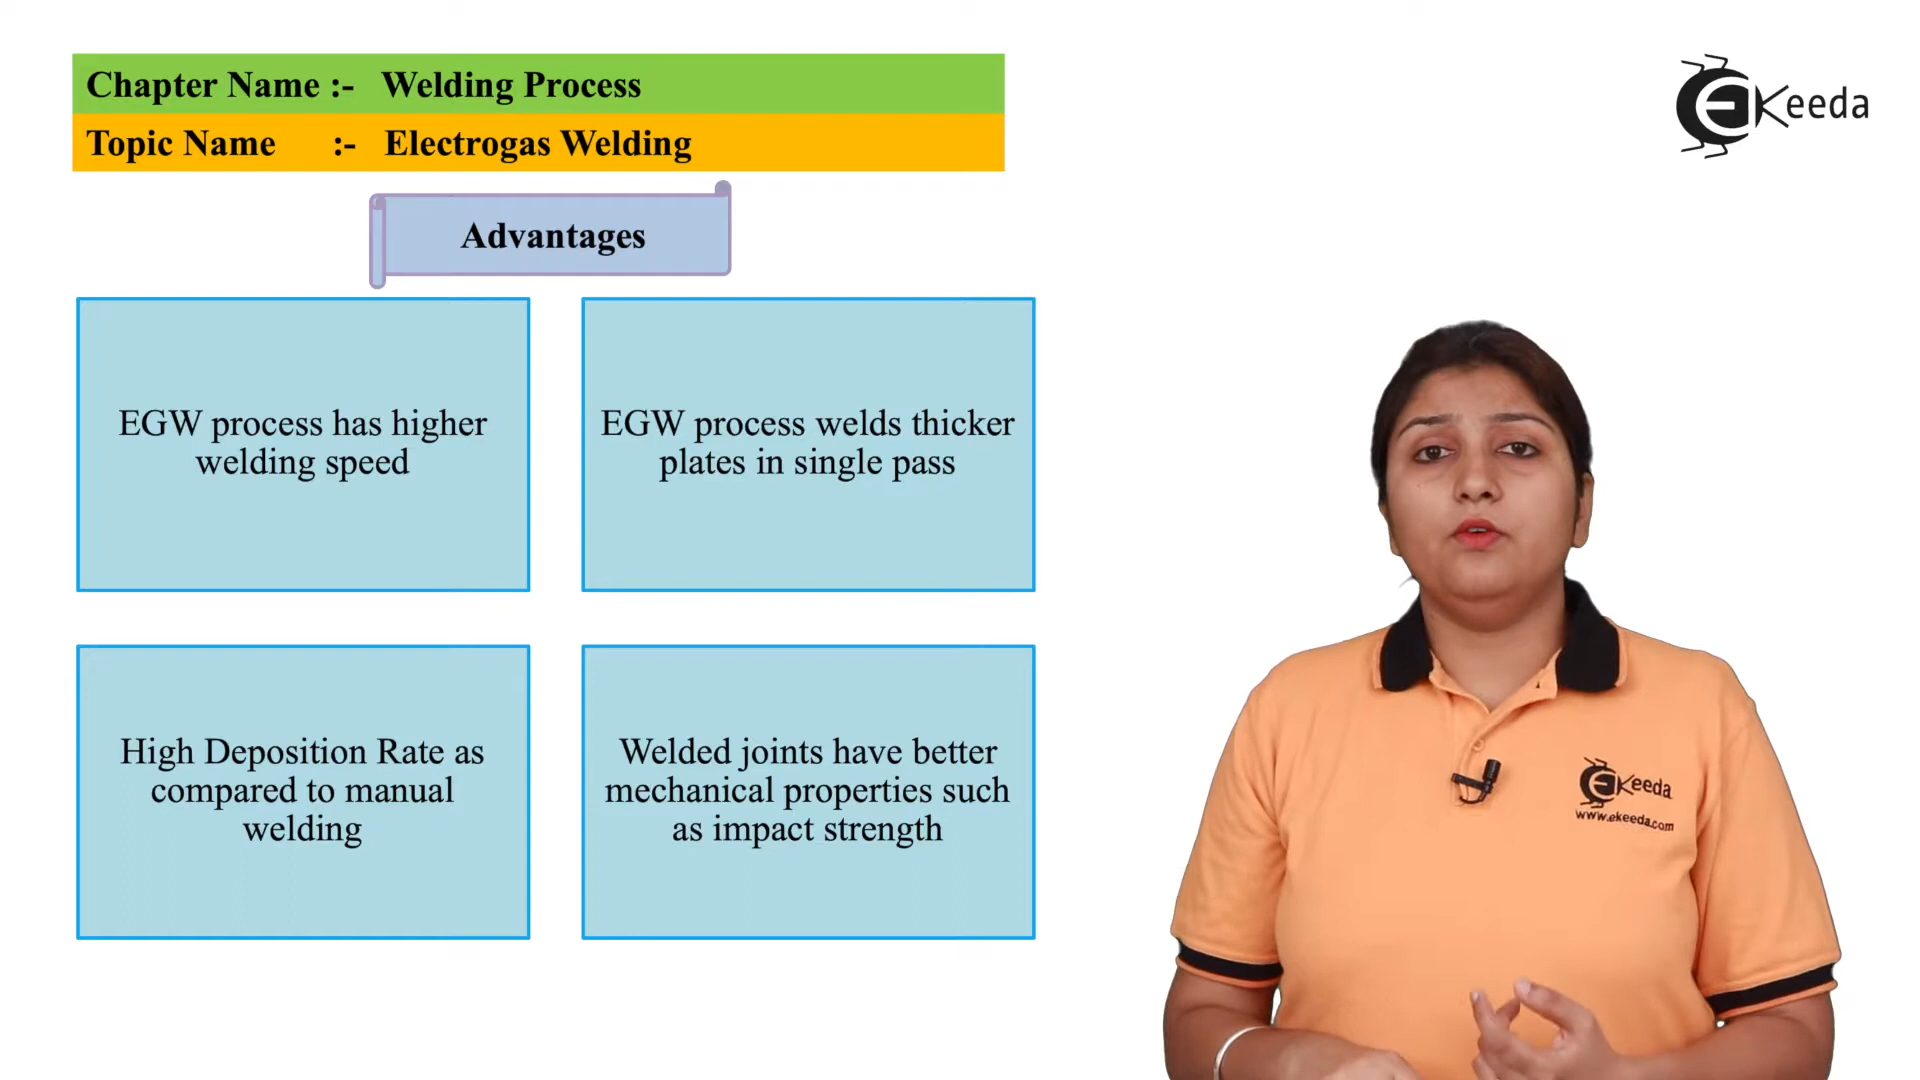 Chapter Name :- Welding Process
Topic Name :- Electrogas Welding
EKeeda
Advantages
EGW process has higher
welding speed
EGW process welds thicker
plates in single pass
High Deposition Rate as
compared to manual
welding
Welded joints have better
mechanical properties such
as impact strength
EKeeda
www.ekeeda.com